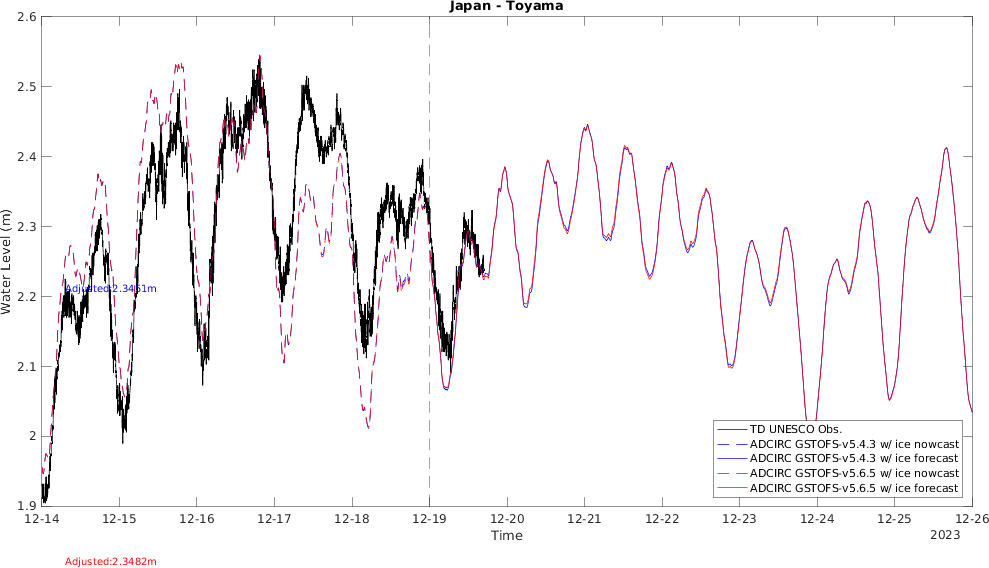 Japan - Toyama
2.6
2.5
2.4
2.3
2.2
2.1
2
1.9
Water Level (m)
Adjusted:2.3451m
TD UNESCO Obs.
ADCIRC GSTOFS-v5.4.3 w/ ice nowcast
ADCIRC GSTOFS-v5.4.3 w/ ice forecast
ADCIRC GSTOFS-v5.6.5 w/ ice nowcast
ADCIRC GSTOFS-v5.6.5 w/ ice forecast
12-14 12-15 12-16 12-17 12-18 12-19 12-20 12-21 12-22 12-23 12-24 12-25 12-26
Time
2023
Adjusted:2.3482m